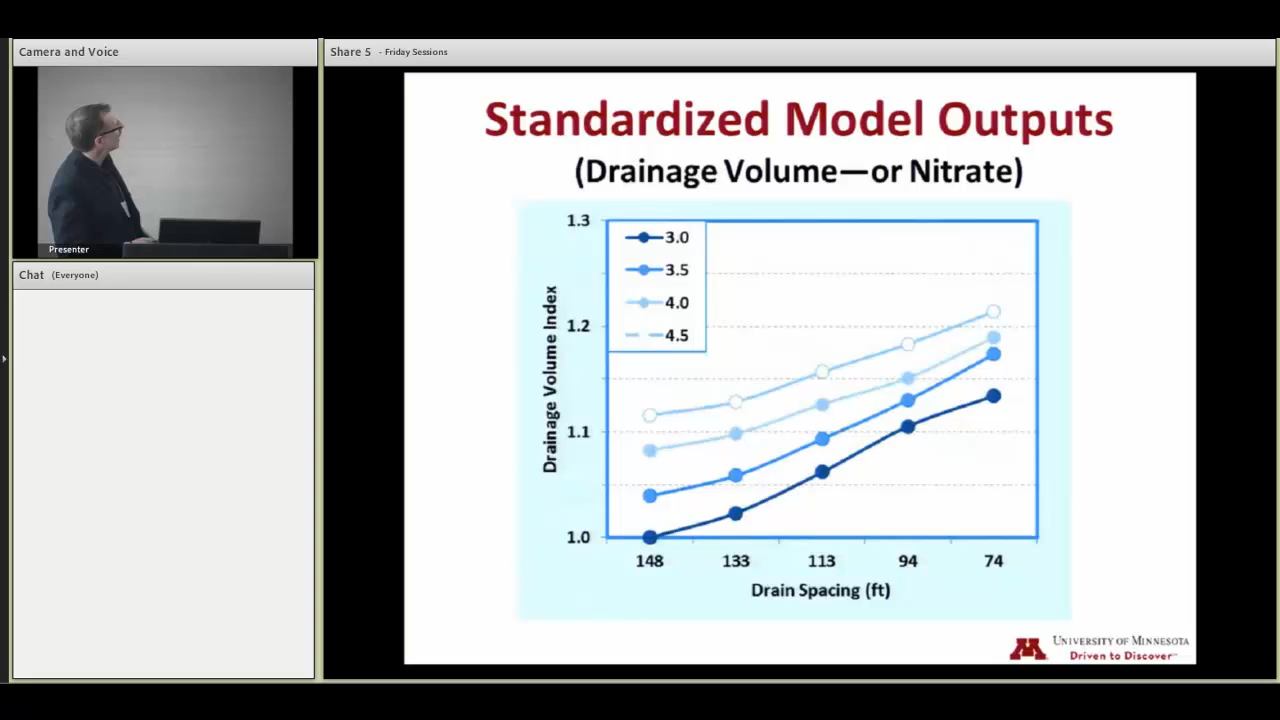 Camera and Voice
Presenter
Chat (Everyone)
Share 5 - Friday Sessions
Standardized Model Outputs
(Drainage Volume—or Nitrate)
1.3
1.2
1.1
1.0
Drainage Volume Index
3.0
3.5
4.0
4.5
148 133 113 94 74
Drain Spacing (ft)
M
UNIVERSITY OF MINNESOTA
Driven to Discover™